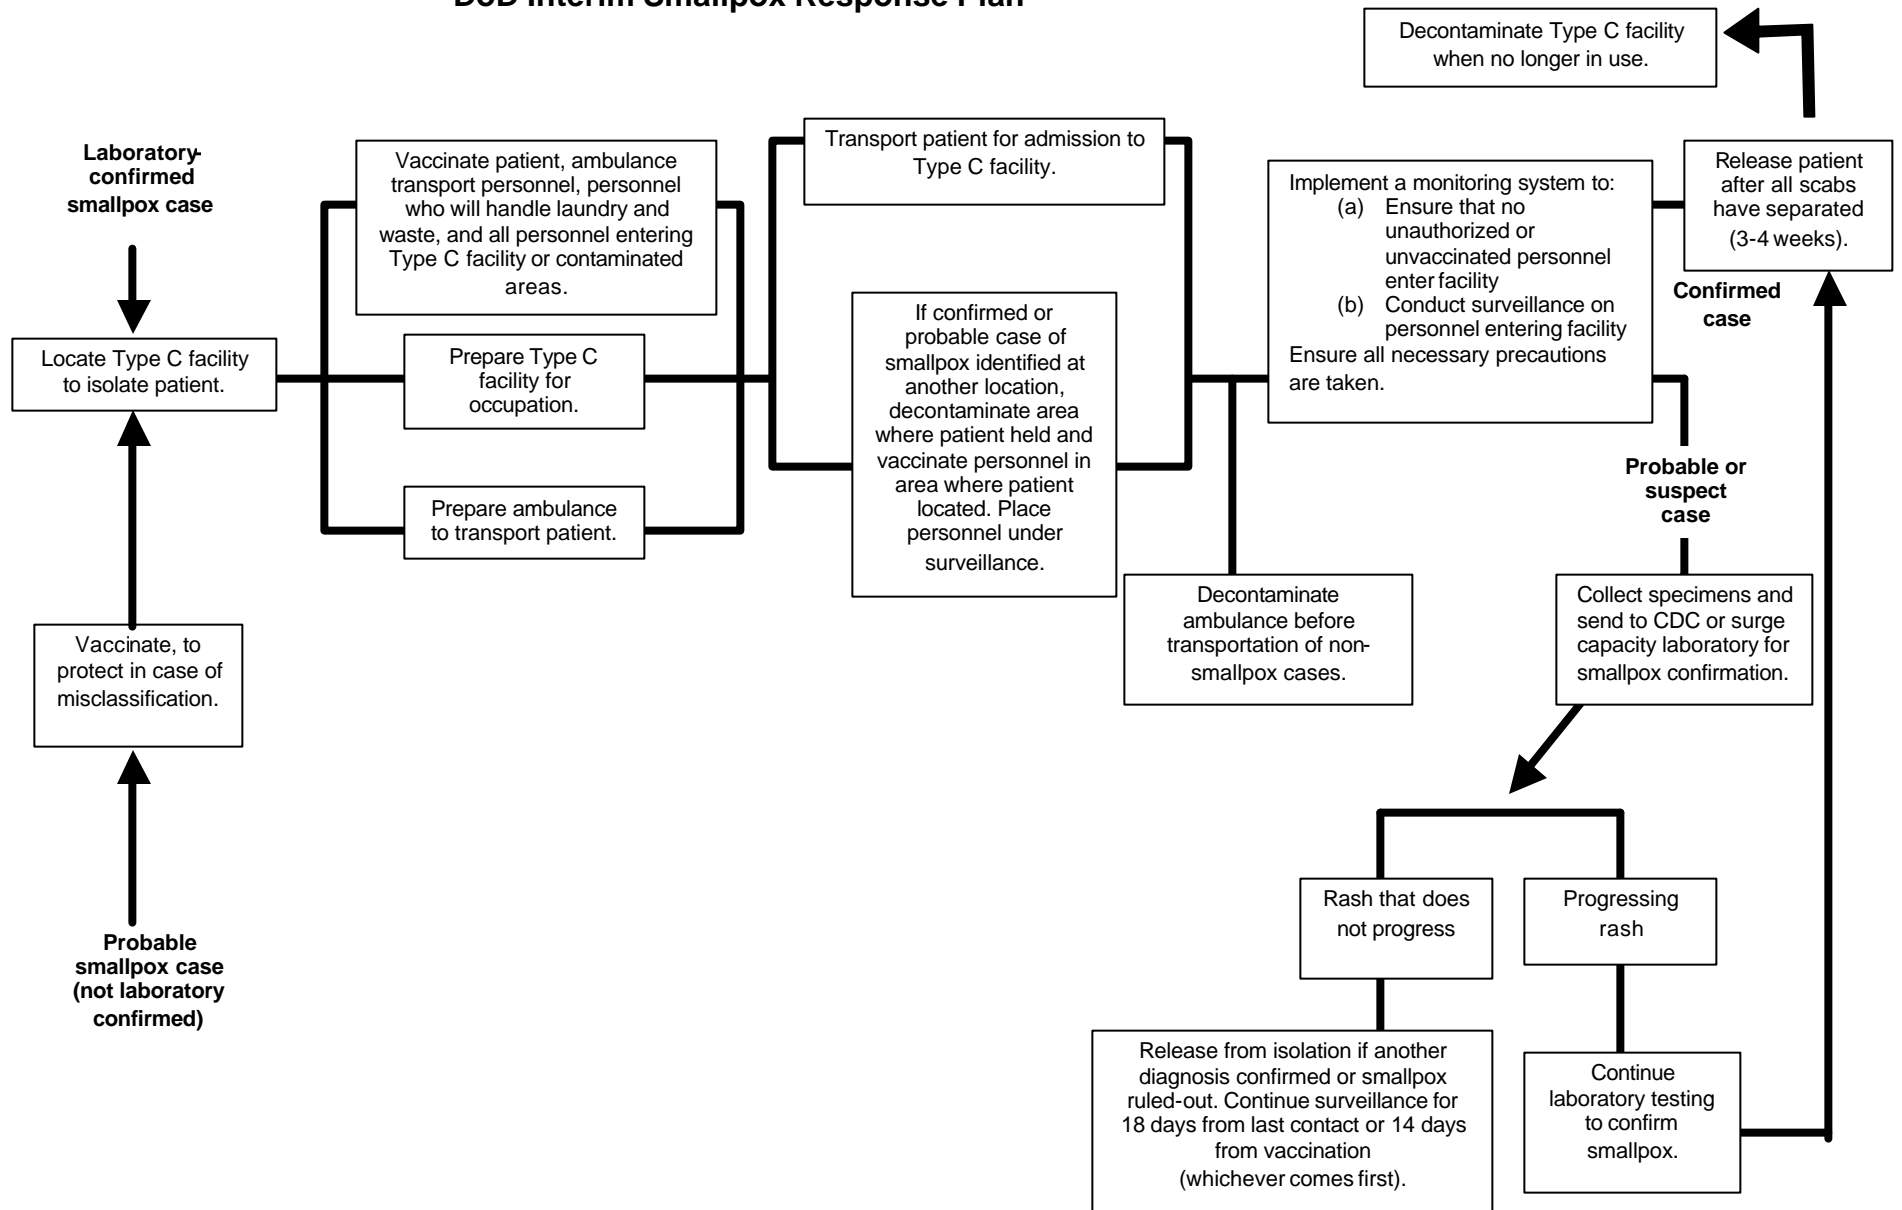 DoD Interim Smallpox Response Plan
Decontaminate Type C facility
when no longer in use.
Laboratory-
confirmed
smallpox case
Locate Type C facility
to isolate patient.
Vaccinate, to
protect in case of
misclassification.
Probable
smallpox case
(not laboratory
confirmed)
Vaccinate patient, ambulance
transport personnel, personnel
who will handle laundry and
waste, and all personnel entering
Type C facility or contaminated
areas.
Prepare Type C
facility for
occupation.
Prepare ambulance
to transport patient.
Transport patient for admission to
Type C facility.
If confirmed or
probable case of
smallpox identified at
another location,
decontaminate area
where patient held and
vaccinate personnel in
area where patient
located. Place
personnel under
surveillance.
Decontaminate
ambulance before
transportation of non-
smallpox cases.
Implement a monitoring system to:
(a) Ensure that no
unauthorized or
unvaccinated personnel
enter facility
(b) Conduct surveillance on
personnel entering facility
Ensure all necessary precautions
are taken.
Release patient
after all scabs
have separated
(3-4 weeks).
Confirmed
case
Probable or
suspect
case
Collect specimens and
send to CDC or surge
capacity laboratory for
smallpox confirmation.
Rash that does
not progress
Progressing
rash
Release from isolation if another
diagnosis confirmed or smallpox
ruled-out. Continue surveillance for
18 days from last contact or 14 days
from vaccination
(whichever comes first).
Continue
laboratory testing
to confirm
smallpox.